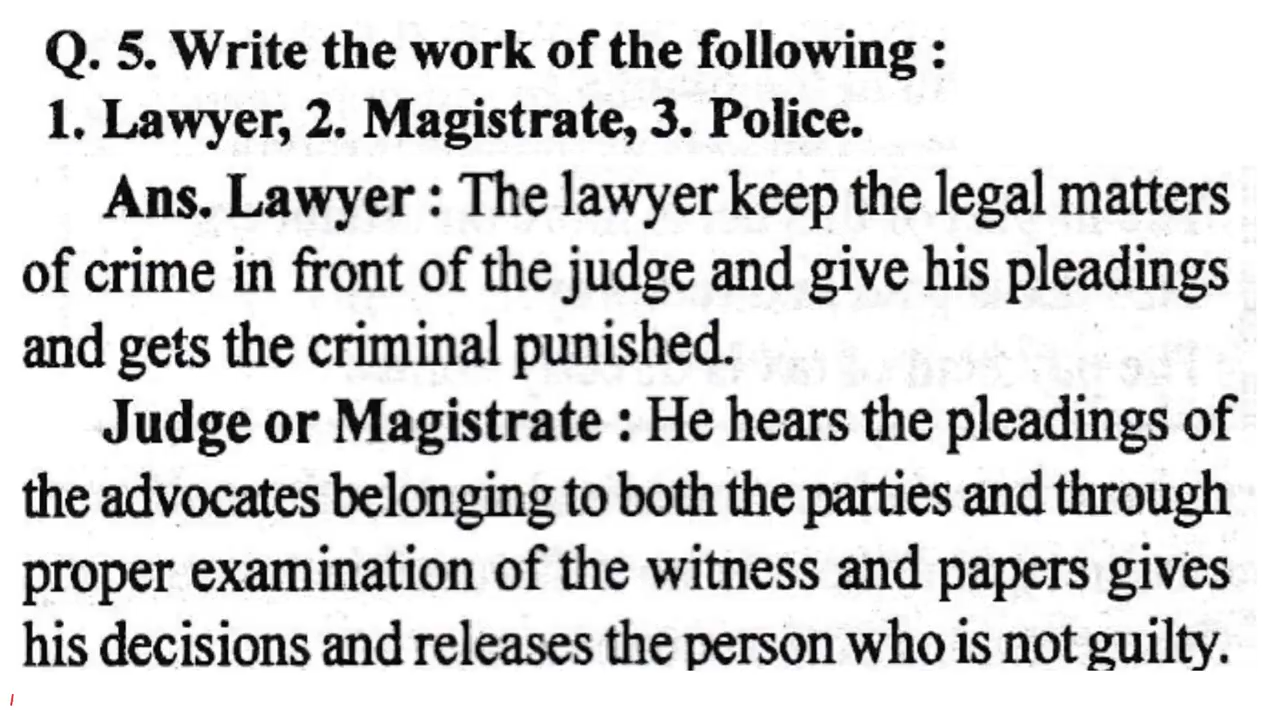 Q. 5. Write the work of the following :
1. Lawyer, 2. Magistrate, 3. Police.
Ans. Lawyer : The lawyer keep the legal matters
of crime in front of the judge and give his pleadings
and gets the criminal punished.
Judge or Magistrate : He hears the pleadings of
the advocates belonging to both the parties and through
proper examination of the witness and papers gives
his decisions and releases the person who is not guilty.